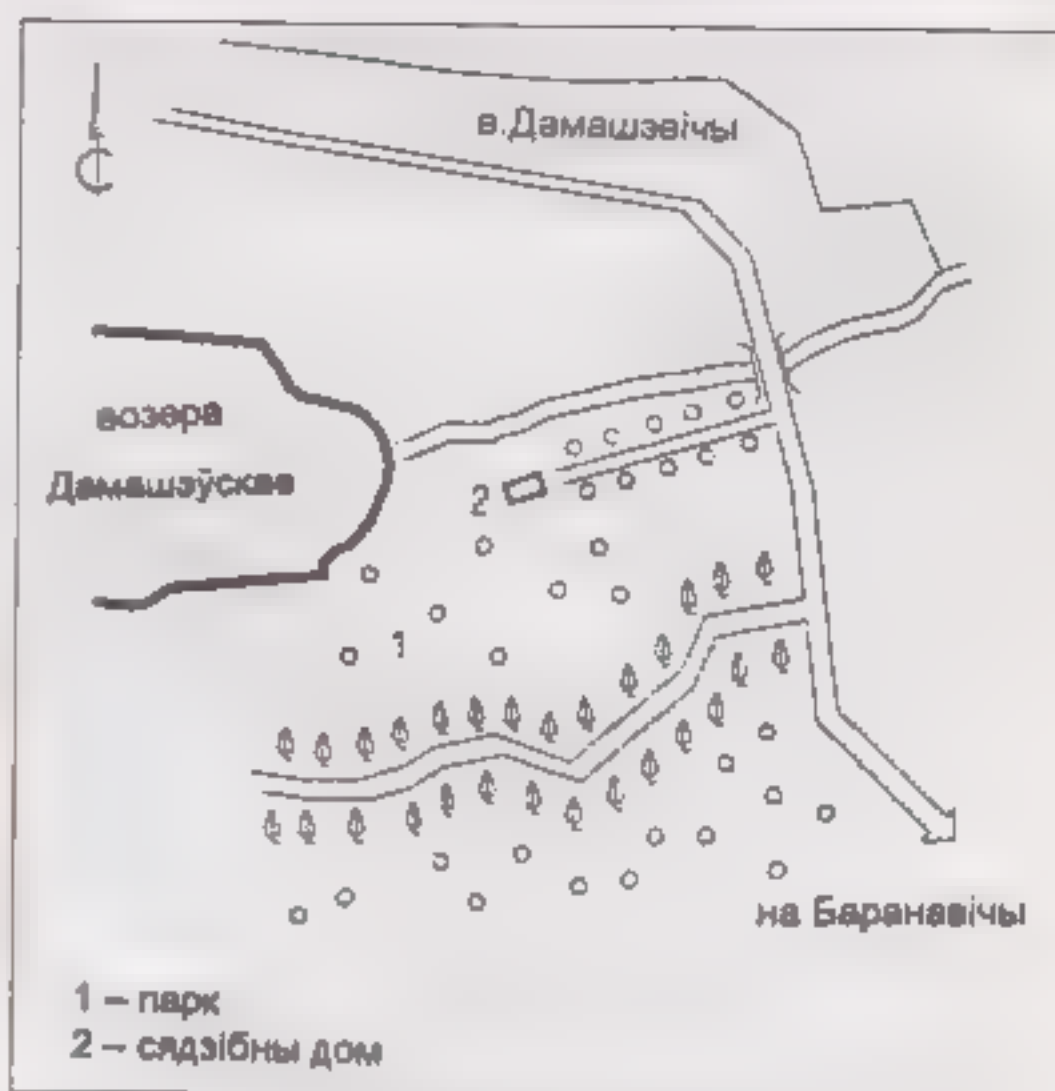 в.Дамашэвічы
возера
Дамашэўскае
2
1
на Баранавічы
1 – парк
2 – сядзібны дом